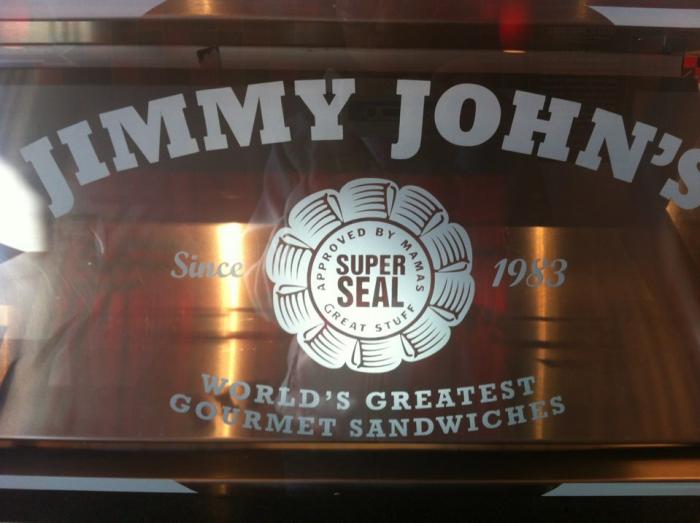 JIMMY JOHN'S
APPROVED BY MAMAS
SUPER
SEAL
GREAT STUFF
Since 1983
WORLD'S GREATEST
GOURMET SANDWICHES